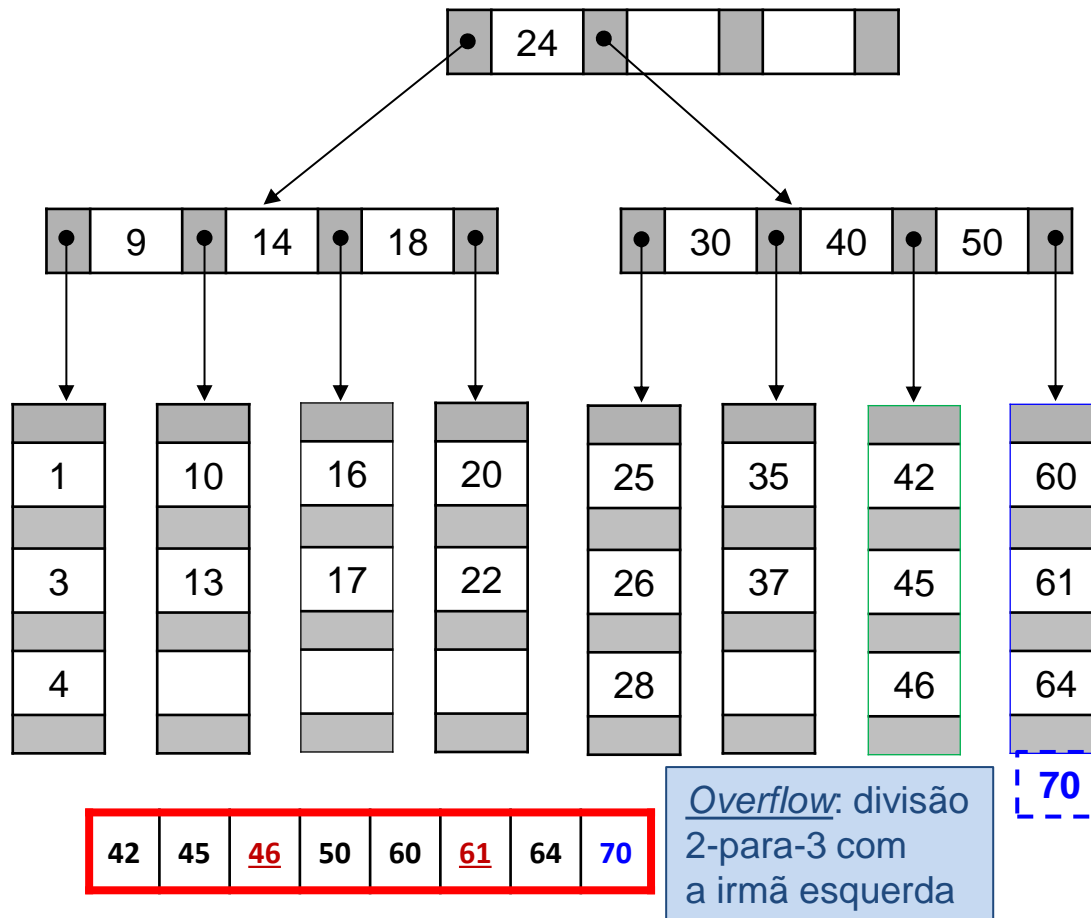 24
9 14 18
30 40 50
1 10 16 20 25 35 42 60
3 13 17 22 26 37 45 61
4 28 46 64
70
42 45 46 50 60 61 64 70
Overflow: divisão
2-para-3 com
a irmã esquerda